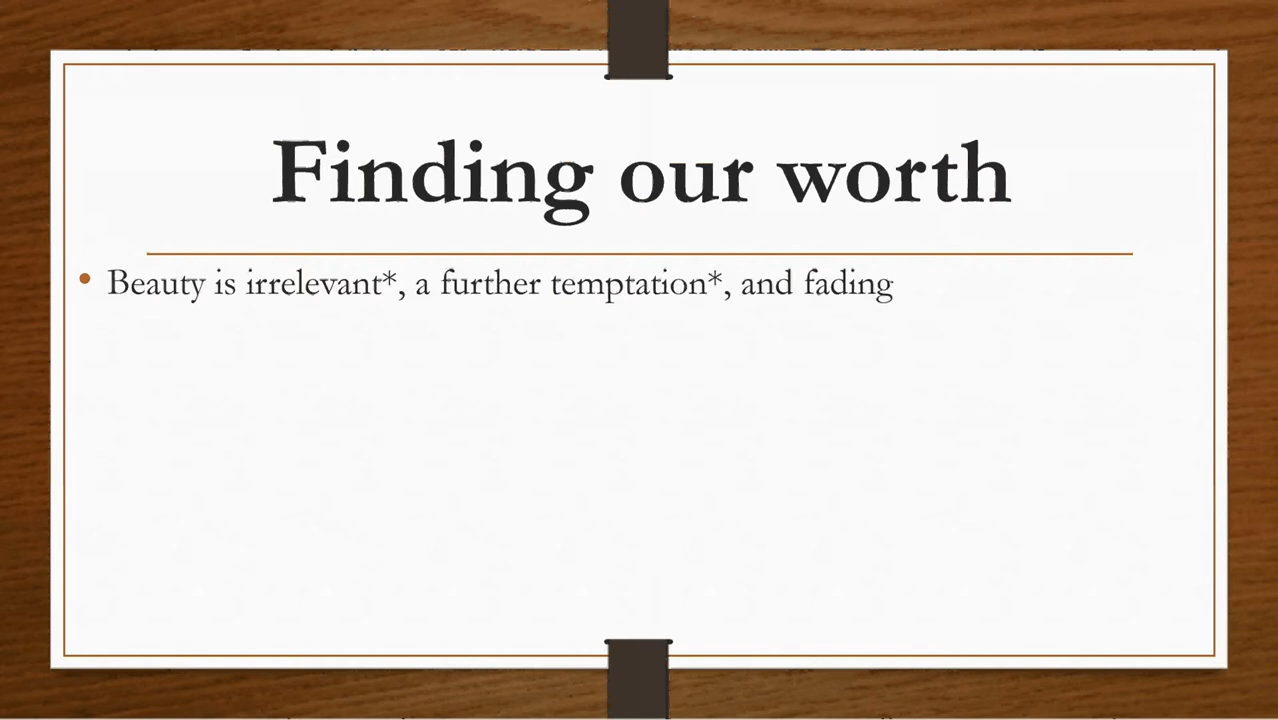 Finding our worth
• Beauty is irrelevant*, a further temptation*, and fading